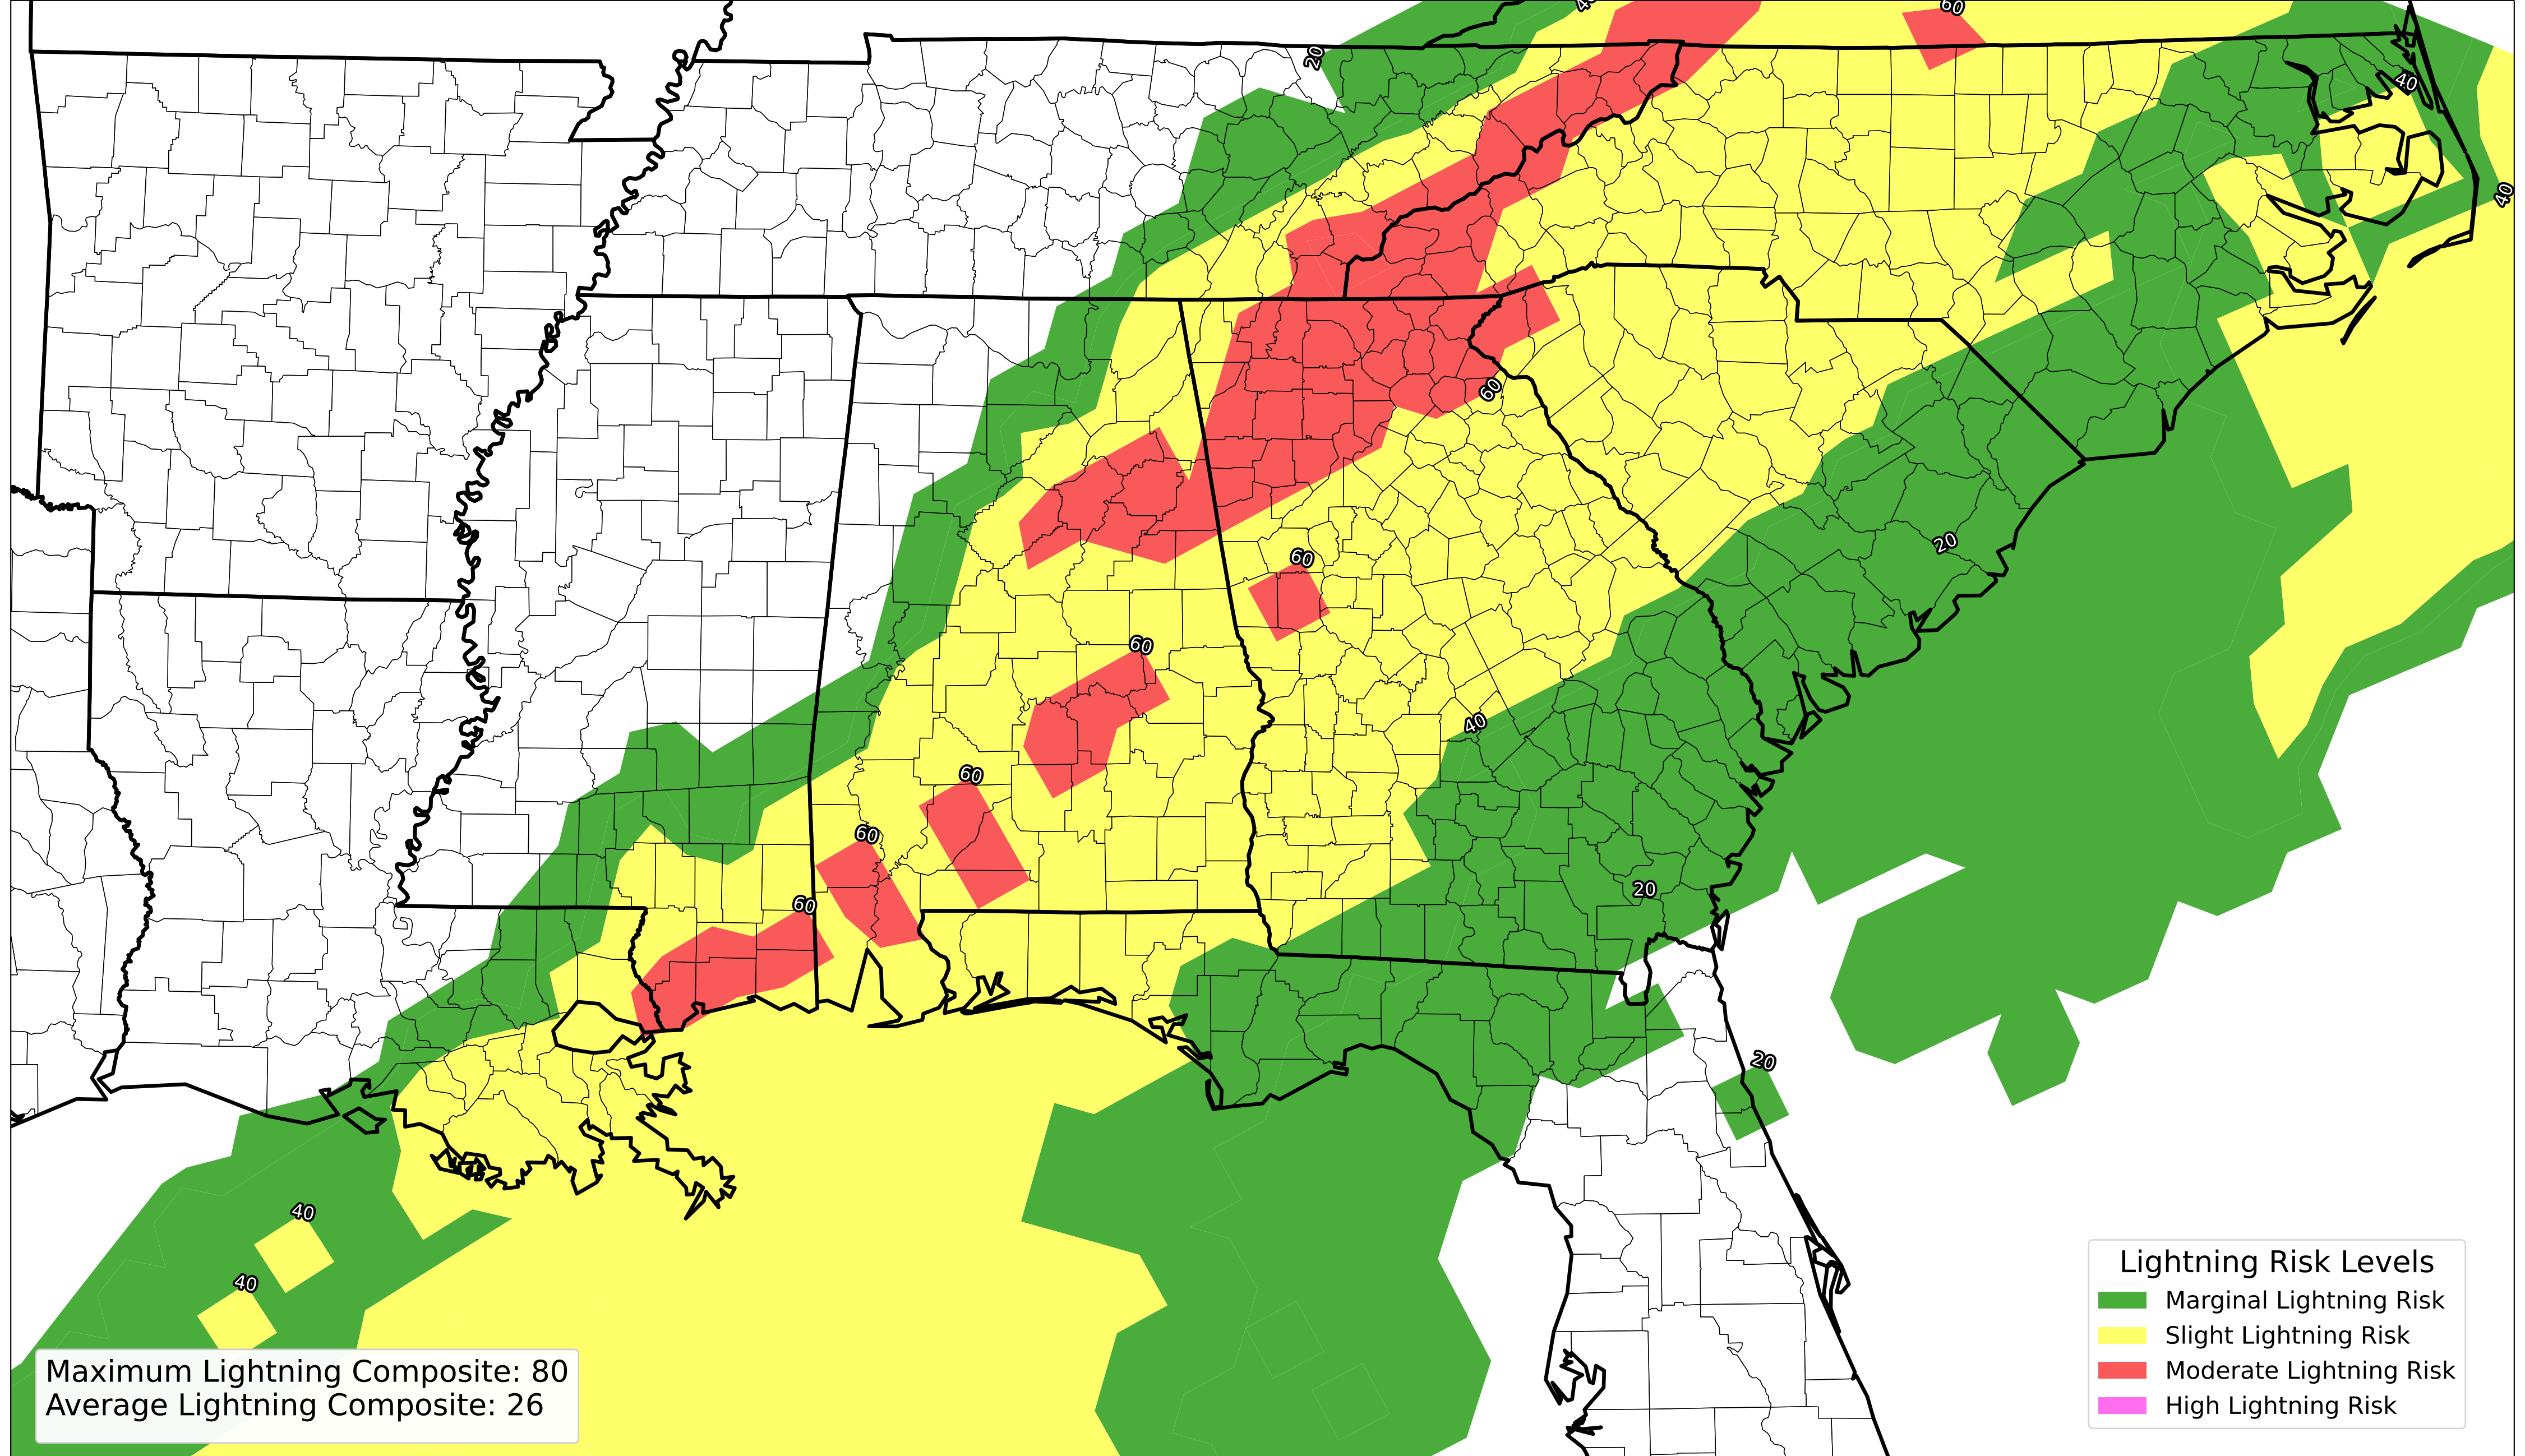 40
60
20
40
40
60
60
20
60
40
60
60
20
60
20
40
40
Lightning Risk Levels
Marginal Lightning Risk
Slight Lightning Risk
Moderate Lightning Risk
High Lightning Risk
Maximum Lightning Composite: 80
Average Lightning Composite: 26